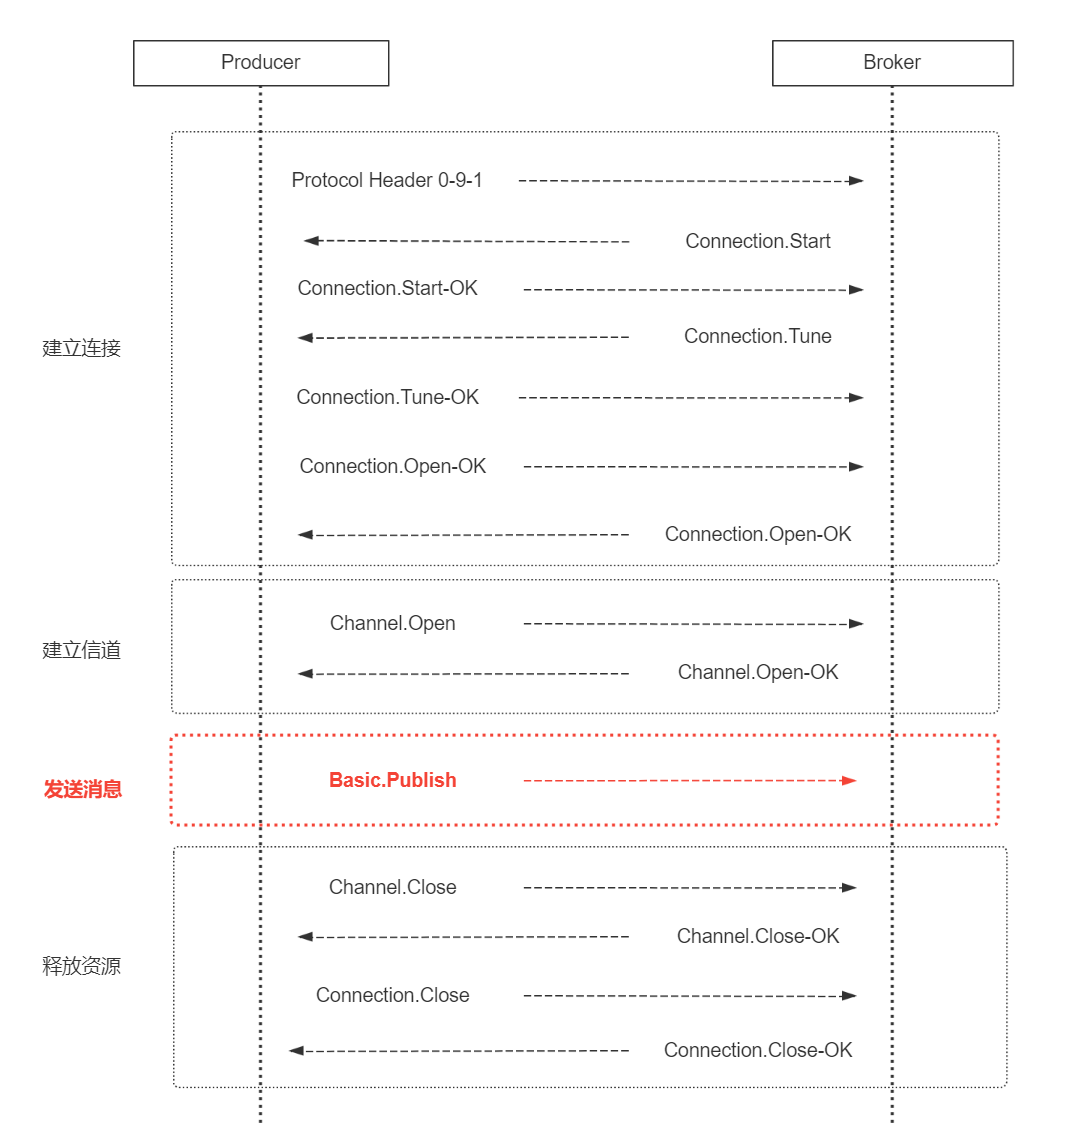 Producer
Broker
Protocol Header 0-9-1
Connection.Start
Connection.Start-OK
建立连接
Connection.Tune
Connection.Tune-OK
Connection.Open-OK
Connection.Open-OK
Channel.Open
建立信道
Channel.Open-OK
发送消息
Basic.Publish
Channel.Close
Channel.Close-OK
释放资源
Connection.Close
Connection.Close-OK